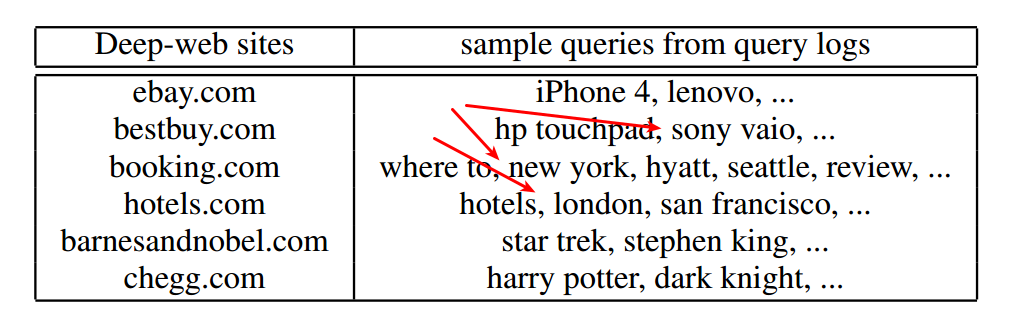 Deep-web sites sample queries from query logs
ebay.com iPhone 4, lenovo, ...
bestbuy.com hp touchpad, sony vaio, ...
booking.com where to, new york, hyatt, seattle, review, ...
hotels.com hotels, london, san francisco, ...
barnesandnobel.com star trek, stephen king, ...
chegg.com harry potter, dark knight, ...